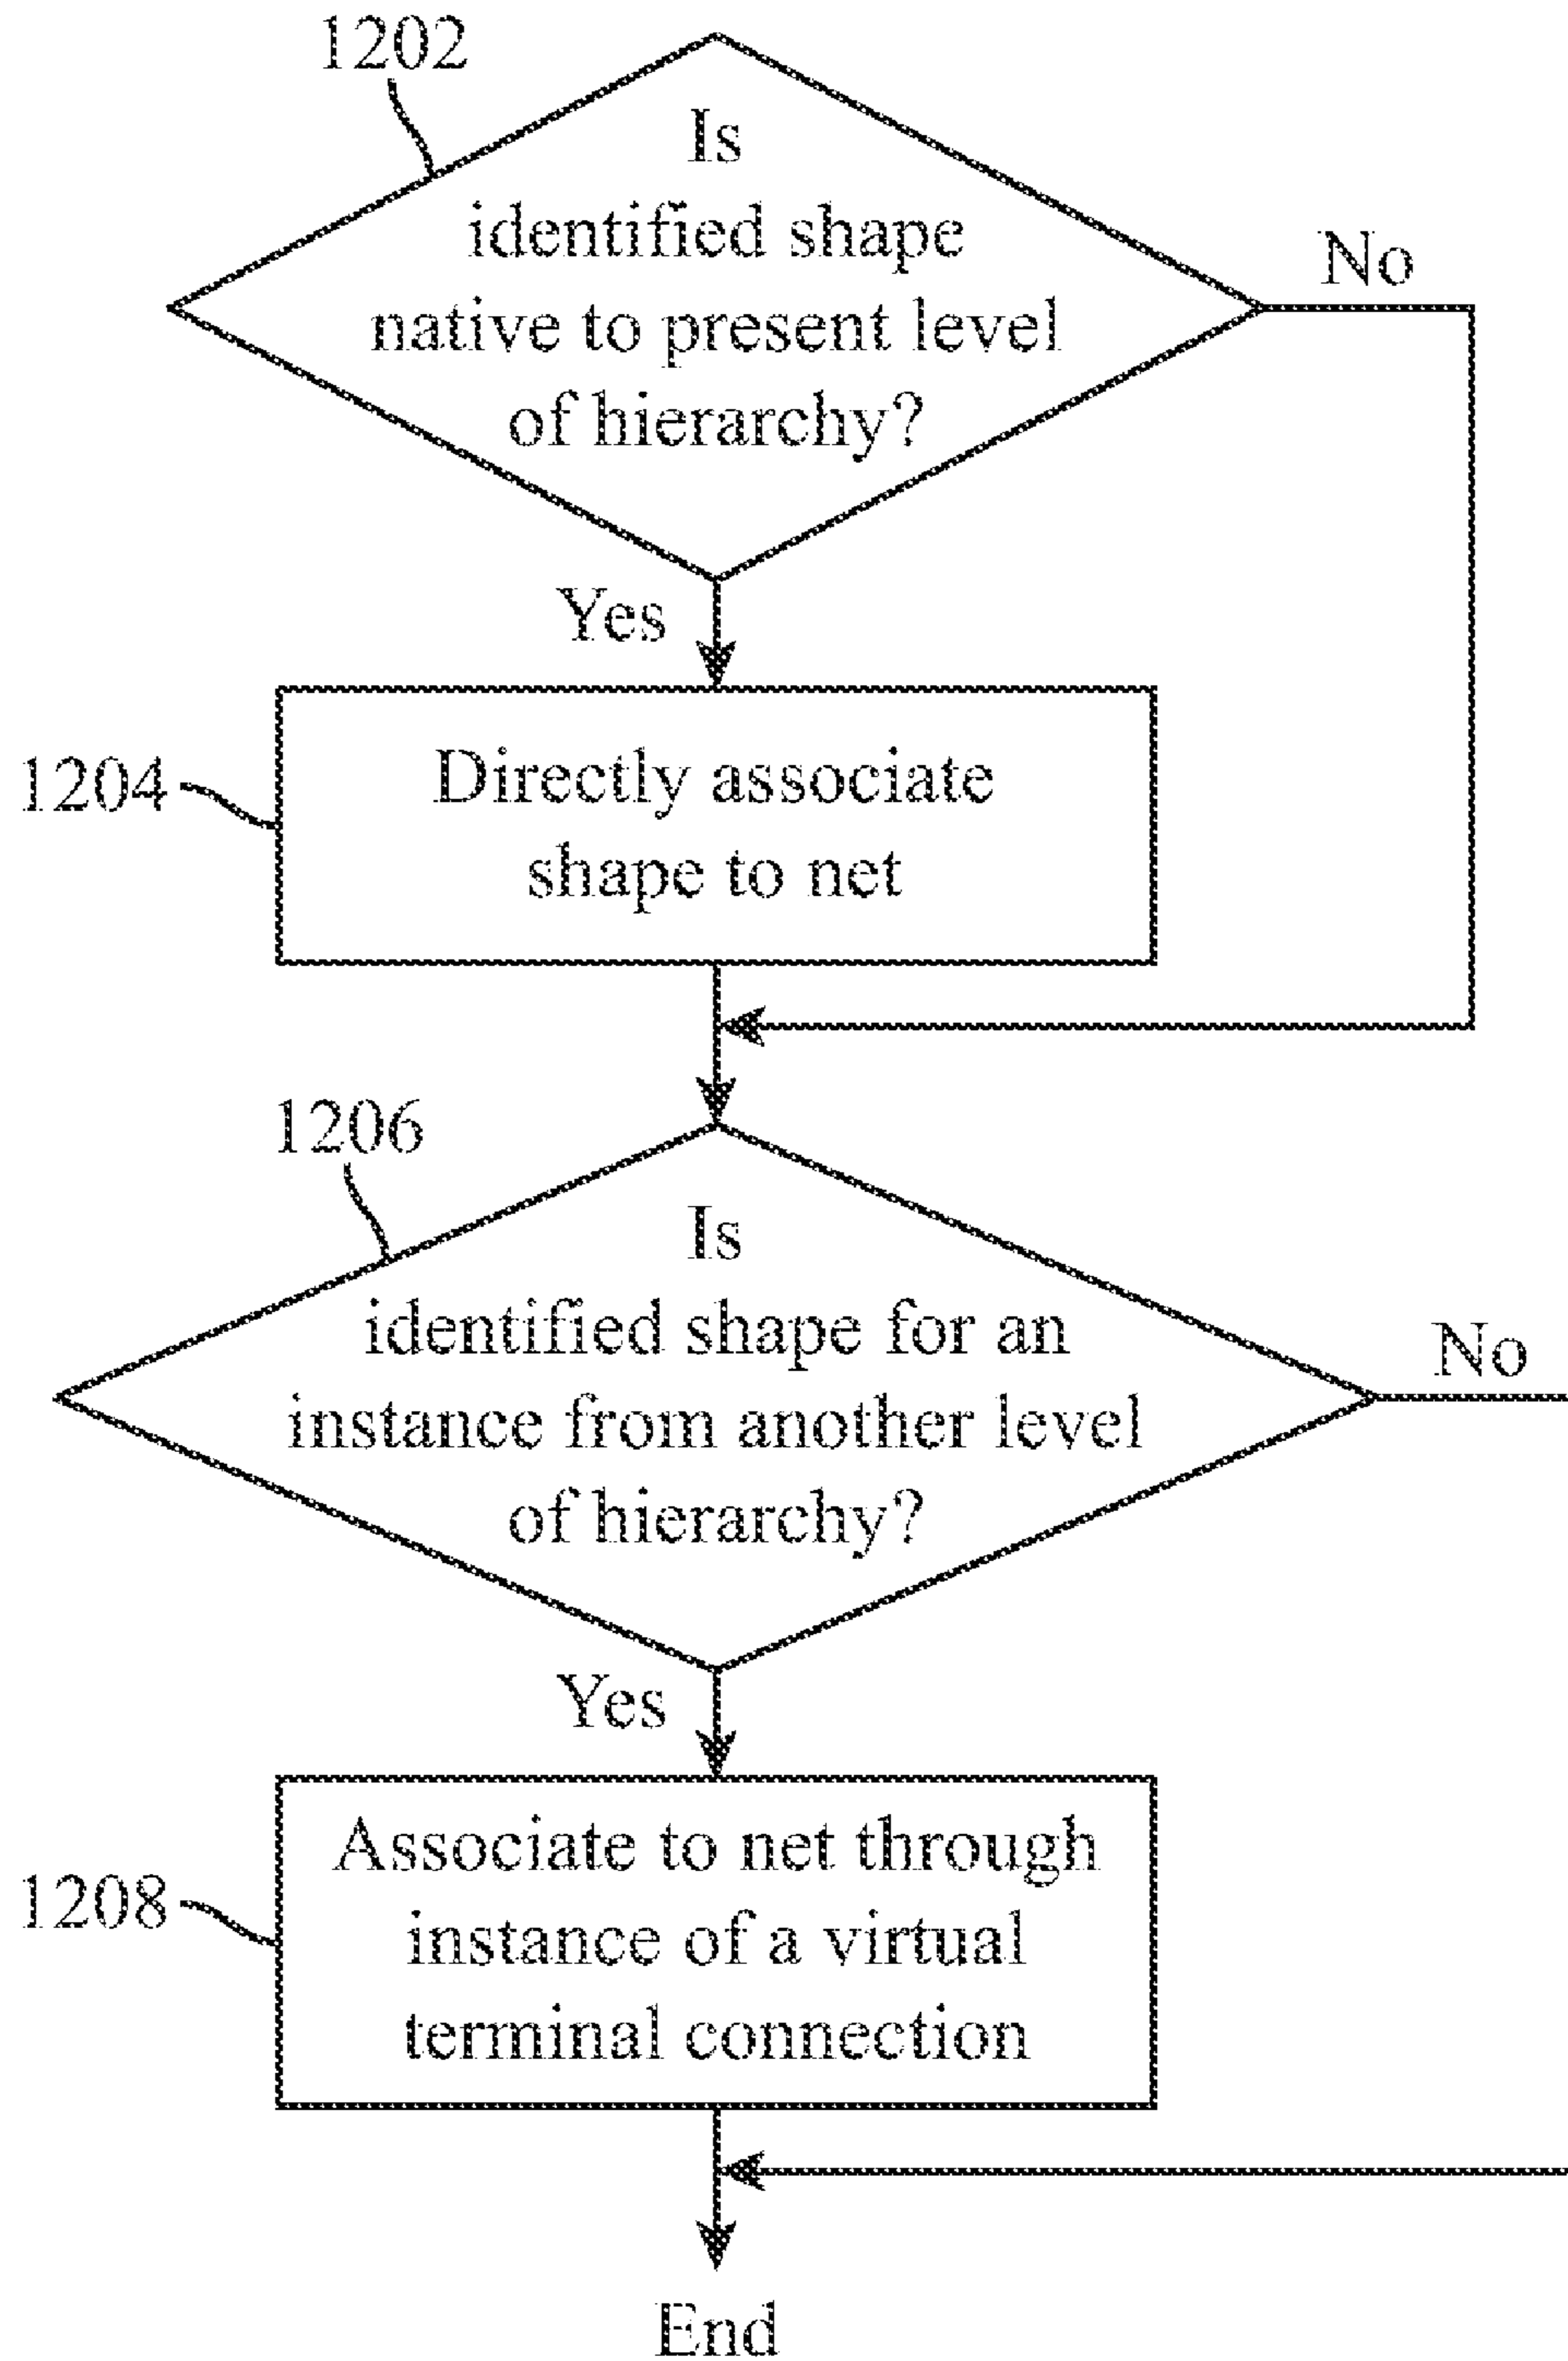 1202
Is
identified shape
native to present level
of hierarchy?
No
Yes
1204
Directly associate
shape to net
1206
Is
identified shape for an
instance from another level
of hierarchy?
No
Yes
1208
Associate to net through
instance of a virtual
terminal connection
End